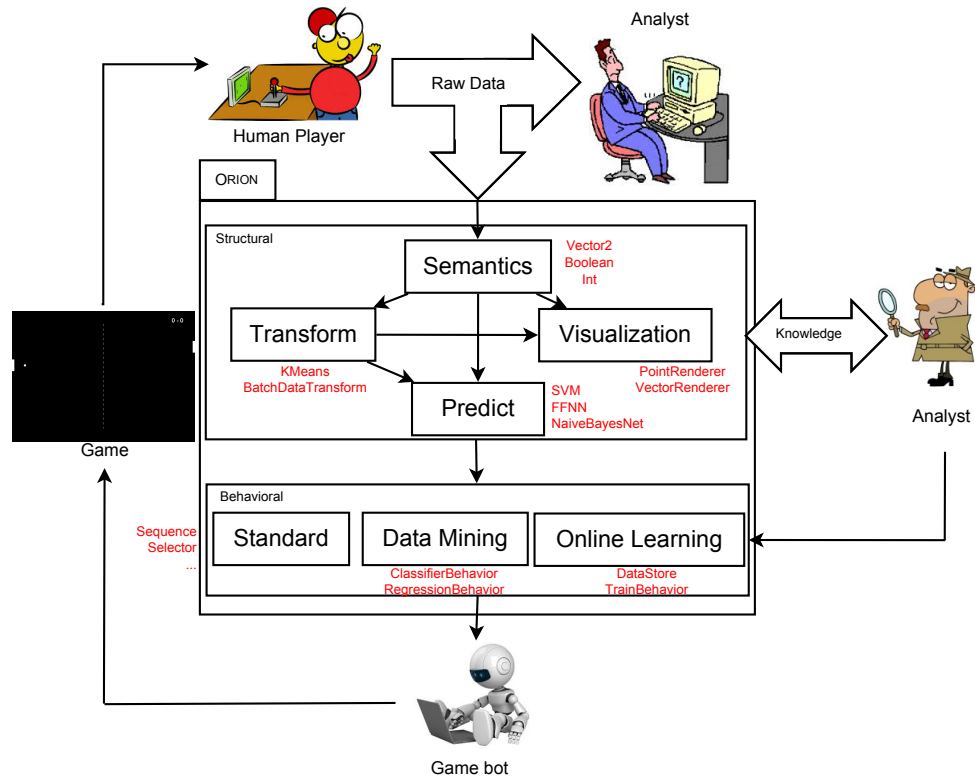 Analyst
Raw Data
Human Player
ORION
Structural
Semantics
Vector2
Boolean
Int
0 - 0
Transform
Visualization
Knowledge
KMeans
BatchDataTransform
PointRenderer
VectorRenderer
Predict
SVM
FFNN
NaiveBayesNet
Analyst
Game
Behavioral
Sequence
Selector
...
Standard
Data Mining
Online Learning
ClassifierBehavior
RegressionBehavior
DataStore
TrainBehavior
?
Game bot